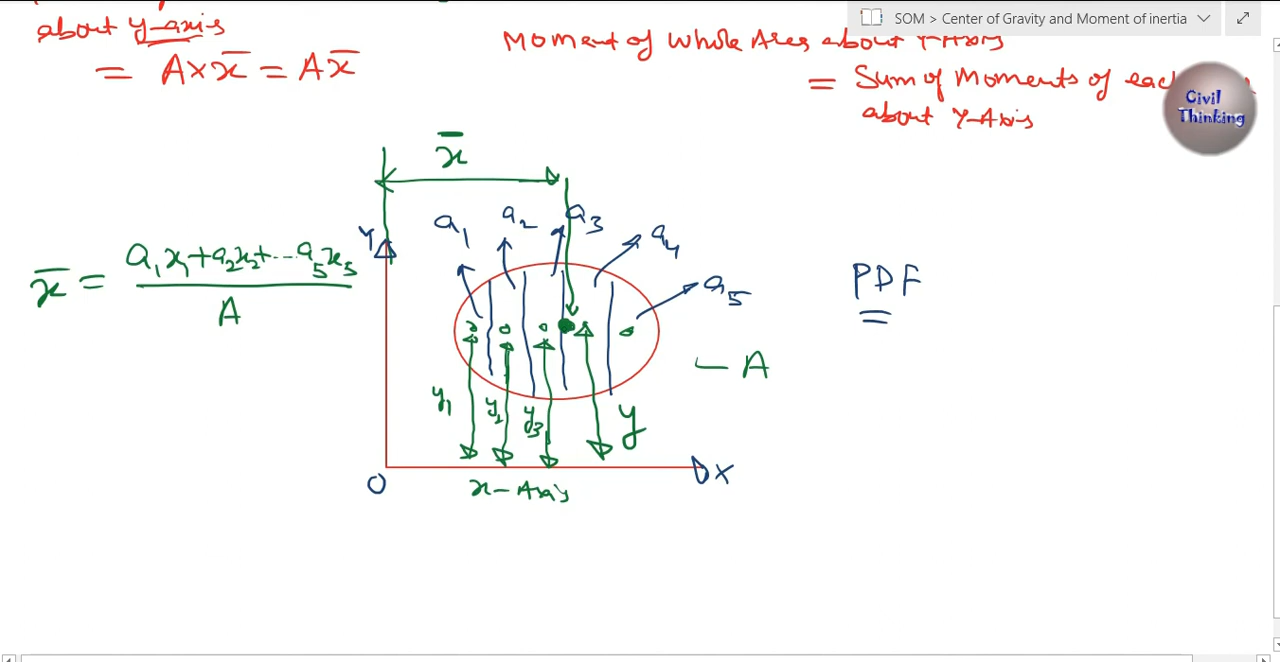 about Y-axis
= A×x̄ = Ax̄
SOM > Center of Gravity and Moment of inertia
Moment of Whole Area about Y-Axis
= Sum of Moments of each
about Y-Axis
Civil
Thinking
x̄
a₁ a₂ a₃ a₄ a₅
Y
x̄ = a₁x₁+a₂x₂+---a₅x₅
A
PDF
A
y₁ y₂ y₃ y
O X
x-Axis